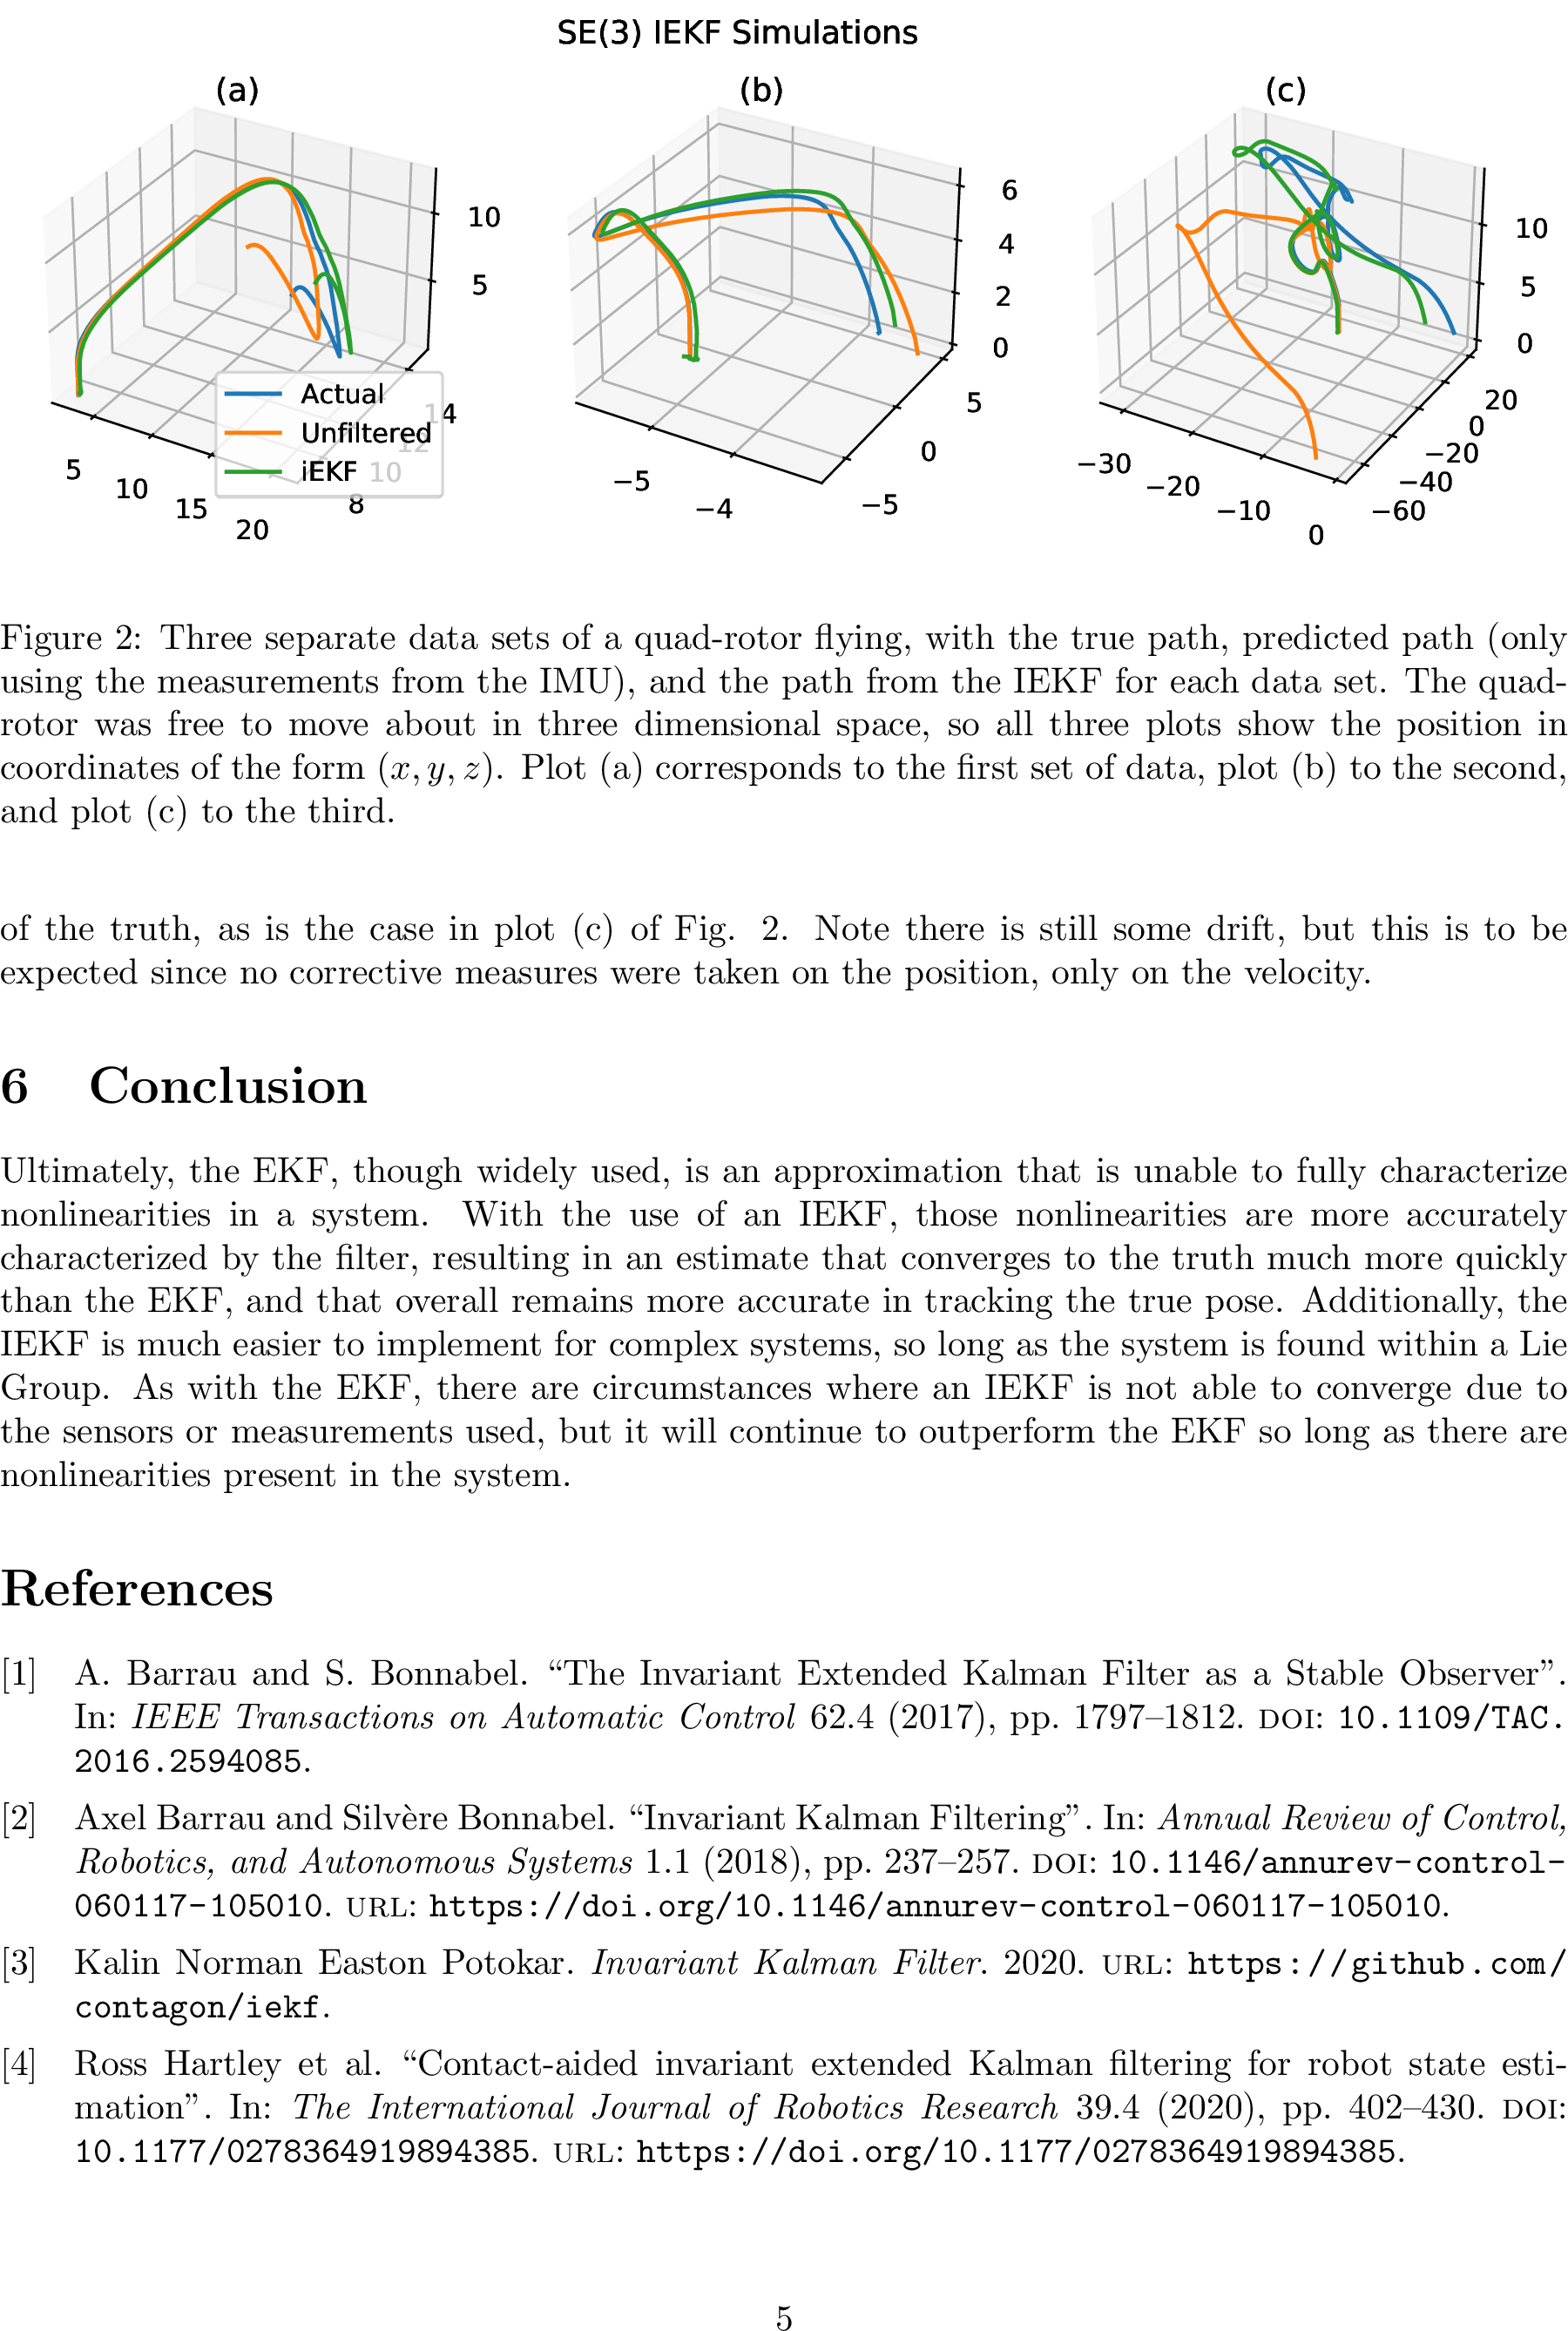 SE(3) IEKF Simulations
(a)
(b)
(c)
10
5
Actual
Unfiltered
iEKF
5
10
15
20
8
10
12
14
6
4
2
0
5
0
−5
−5
−4
10
5
0
20
0
−20
−40
−60
−30
−20
−10
0
Figure 2: Three separate data sets of a quad-rotor flying, with the true path, predicted path (only
using the measurements from the IMU), and the path from the IEKF for each data set. The quad-
rotor was free to move about in three dimensional space, so all three plots show the position in
coordinates of the form (x, y, z). Plot (a) corresponds to the first set of data, plot (b) to the second,
and plot (c) to the third.
of the truth, as is the case in plot (c) of Fig. 2. Note there is still some drift, but this is to be
expected since no corrective measures were taken on the position, only on the velocity.
6 Conclusion
Ultimately, the EKF, though widely used, is an approximation that is unable to fully characterize
nonlinearities in a system. With the use of an IEKF, those nonlinearities are more accurately
characterized by the filter, resulting in an estimate that converges to the truth much more quickly
than the EKF, and that overall remains more accurate in tracking the true pose. Additionally, the
IEKF is much easier to implement for complex systems, so long as the system is found within a Lie
Group. As with the EKF, there are circumstances where an IEKF is not able to converge due to
the sensors or measurements used, but it will continue to outperform the EKF so long as there are
nonlinearities present in the system.
References
[1] A. Barrau and S. Bonnabel. “The Invariant Extended Kalman Filter as a Stable Observer”.
In: IEEE Transactions on Automatic Control 62.4 (2017), pp. 1797–1812. DOI: 10.1109/TAC.
2016.2594085.
[2] Axel Barrau and Silvère Bonnabel. “Invariant Kalman Filtering”. In: Annual Review of Control,
Robotics, and Autonomous Systems 1.1 (2018), pp. 237–257. DOI: 10.1146/annurev-control-
060117-105010. URL: https://doi.org/10.1146/annurev-control-060117-105010.
[3] Kalin Norman Easton Potokar. Invariant Kalman Filter. 2020. URL: https://github.com/
contagon/iekf.
[4] Ross Hartley et al. “Contact-aided invariant extended Kalman filtering for robot state esti-
mation”. In: The International Journal of Robotics Research 39.4 (2020), pp. 402–430. DOI:
10.1177/0278364919894385. URL: https://doi.org/10.1177/0278364919894385.
5